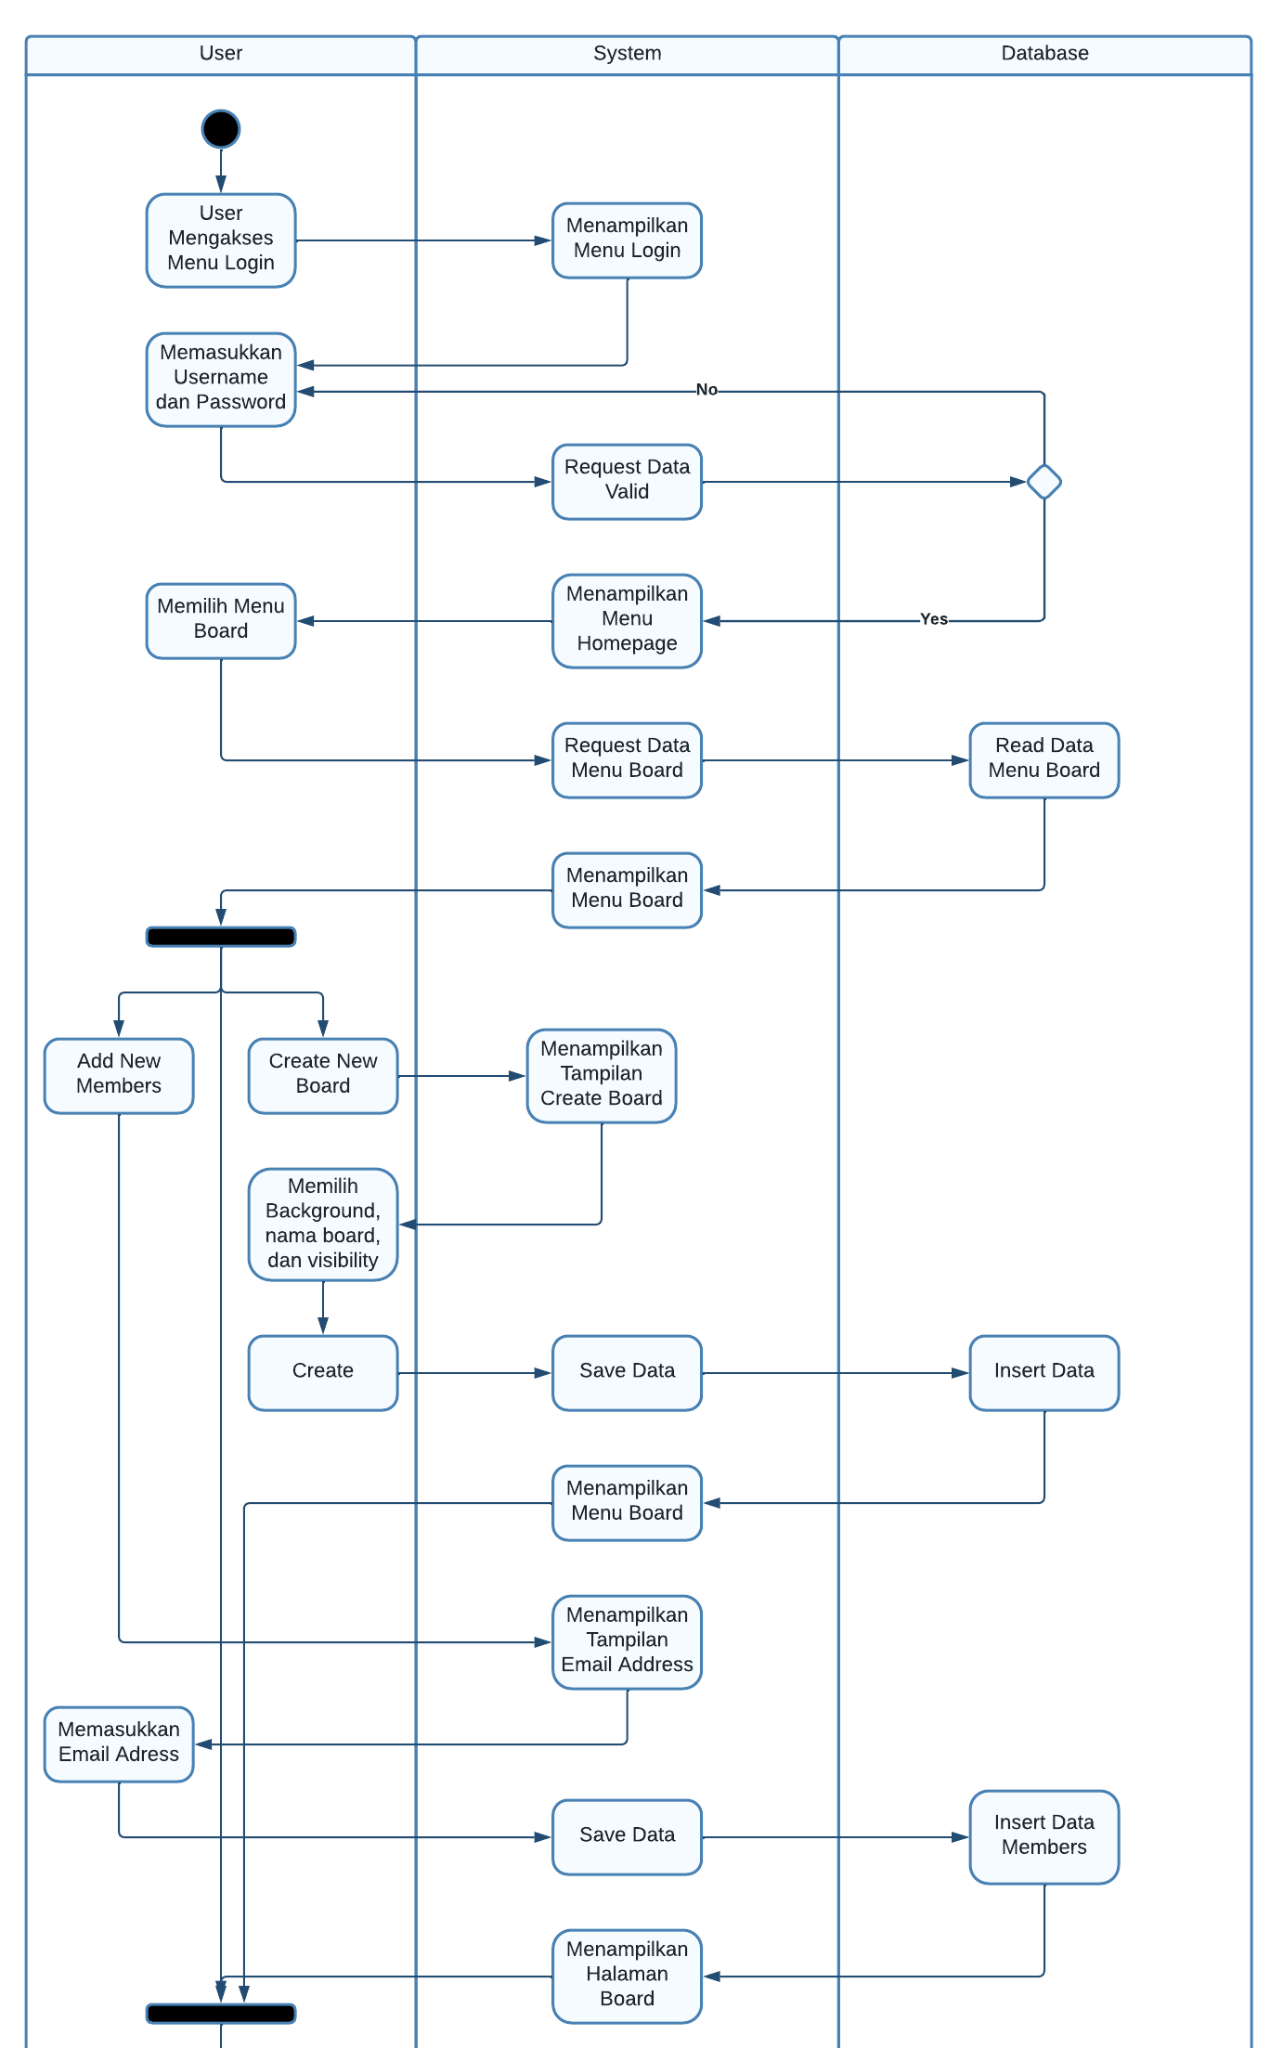 User
System
Database
User
Mengakses
Menu Login
Menampilkan
Menu Login
Memasukkan
Username
dan Password
No
Request Data
Valid
Memilih Menu
Board
Menampilkan
Menu
Homepage
Yes
Request Data
Menu Board
Read Data
Menu Board
Menampilkan
Menu Board
Add New
Members
Create New
Board
Menampilkan
Tampilan
Create Board
Memilih
Background,
nama board,
dan visibility
Create
Save Data
Insert Data
Menampilkan
Menu Board
Menampilkan
Tampilan
Email Address
Memasukkan
Email Adress
Save Data
Insert Data
Members
Menampilkan
Halaman
Board